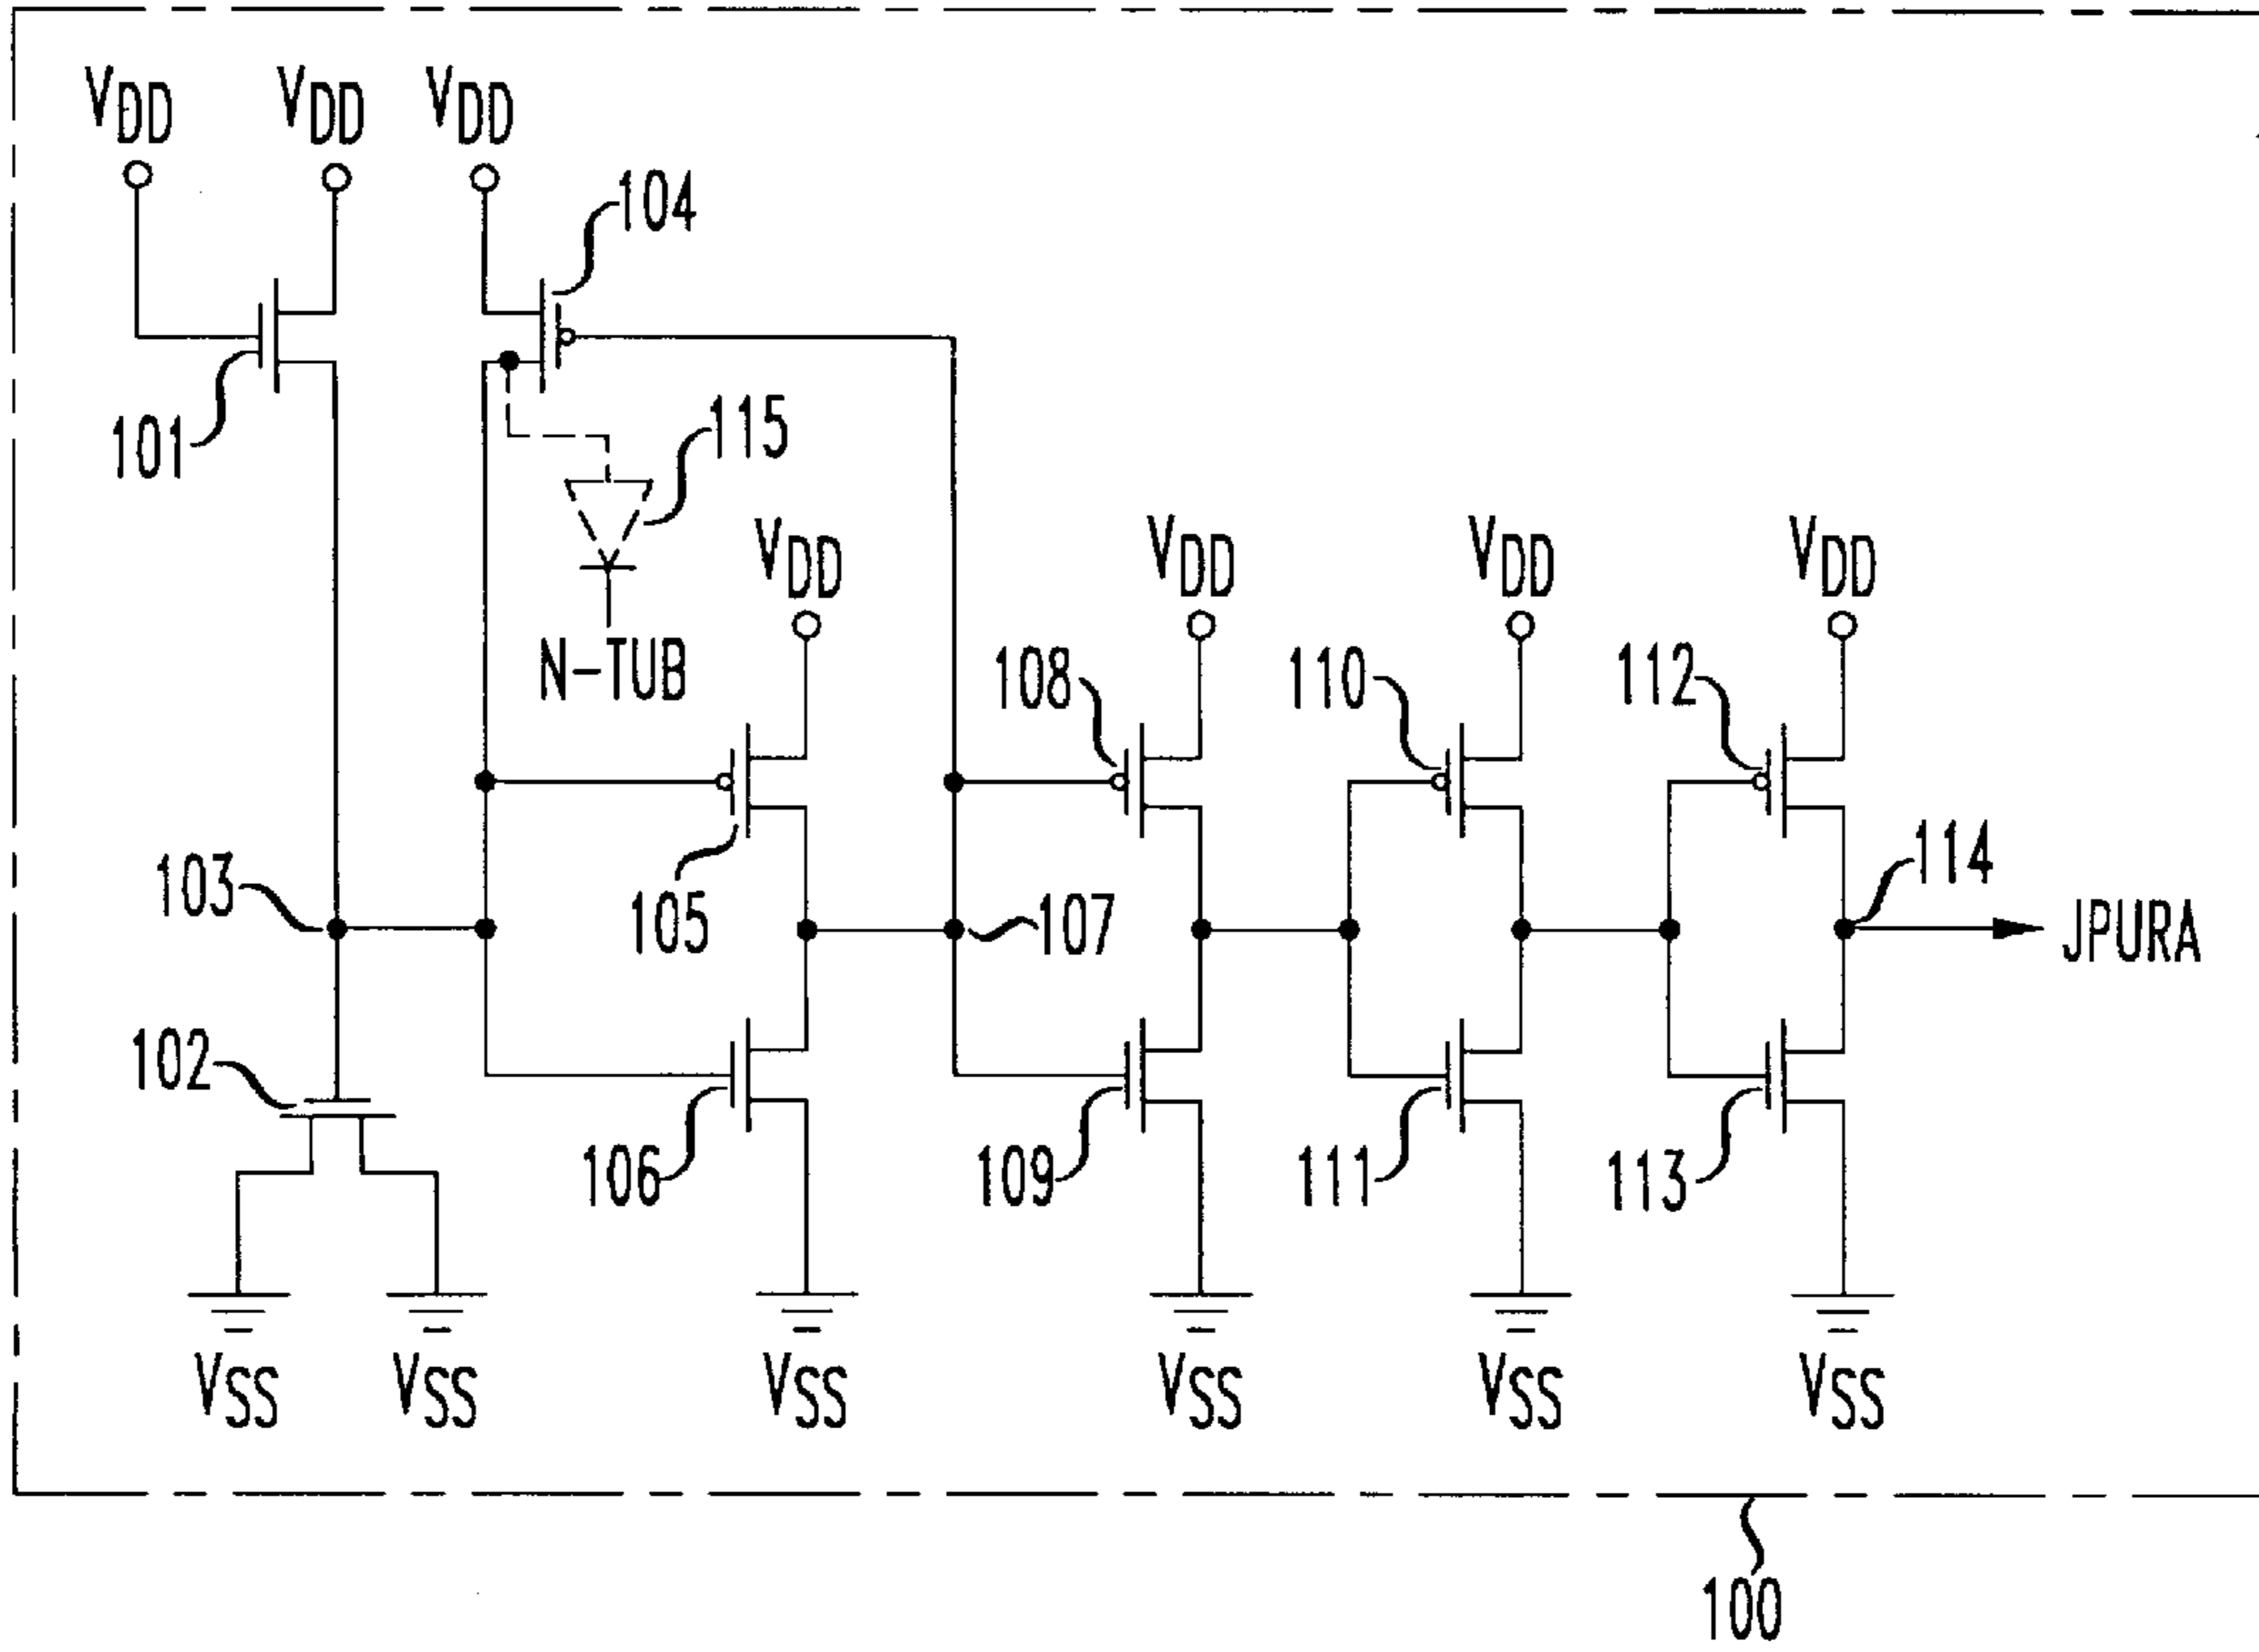 VDD VDD VDD
104
101
115
VDD VDD VDD VDD
N-TUB
108 110 112
103 105 107 114
JPURA
102
106 109 111 113
VSS VSS VSS VSS VSS VSS
100